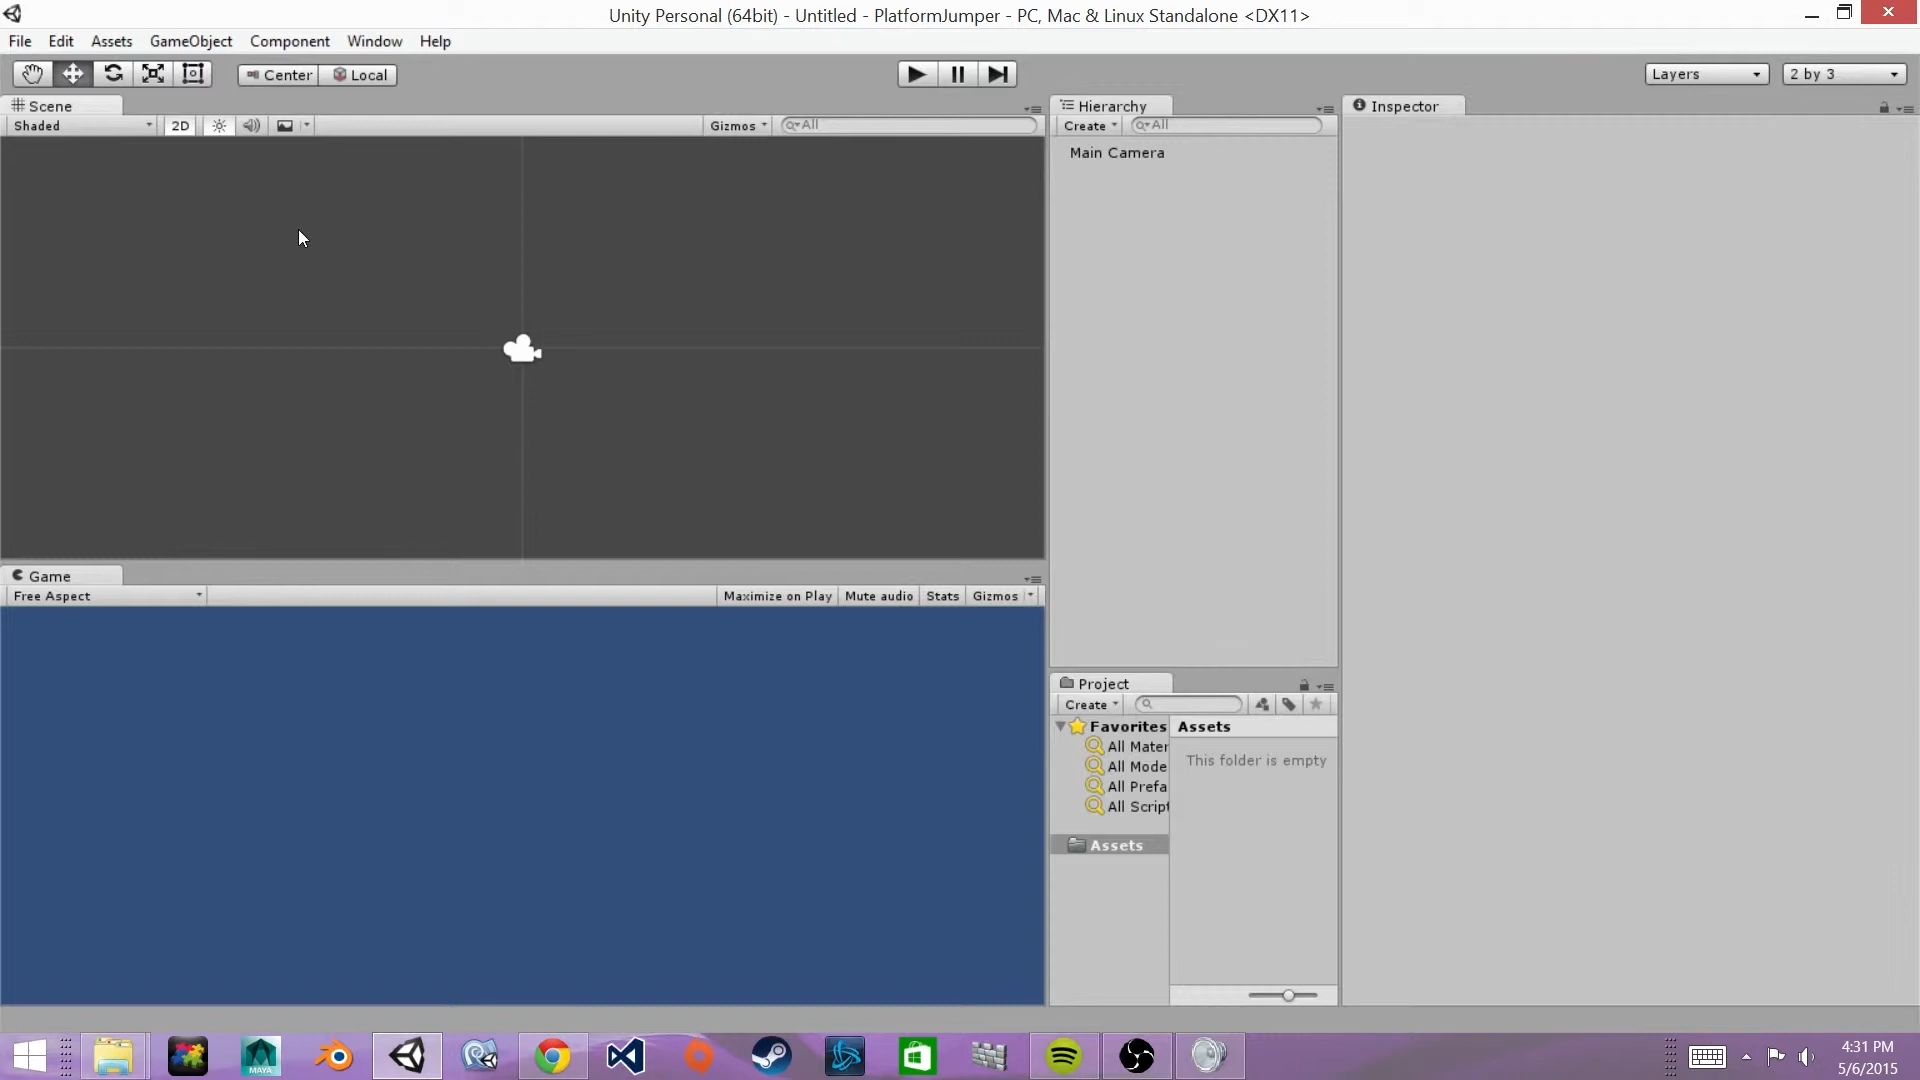 Unity Personal (64bit) - Untitled - PlatformJumper - PC, Mac & Linux Standalone <DX11>
File Edit Assets GameObject Component Window Help
Center Local
Layers
2 by 3
Scene
Shaded 2D Gizmos All
Hierarchy
Create All
Main Camera
Inspector
Game
Free Aspect Maximize on Play Mute audio Stats Gizmos
Project
Create
Favorites
All Mater
All Mode
All Prefa
All Script
Assets
Assets
This folder is empty
MAYA
4:31 PM
5/6/2015